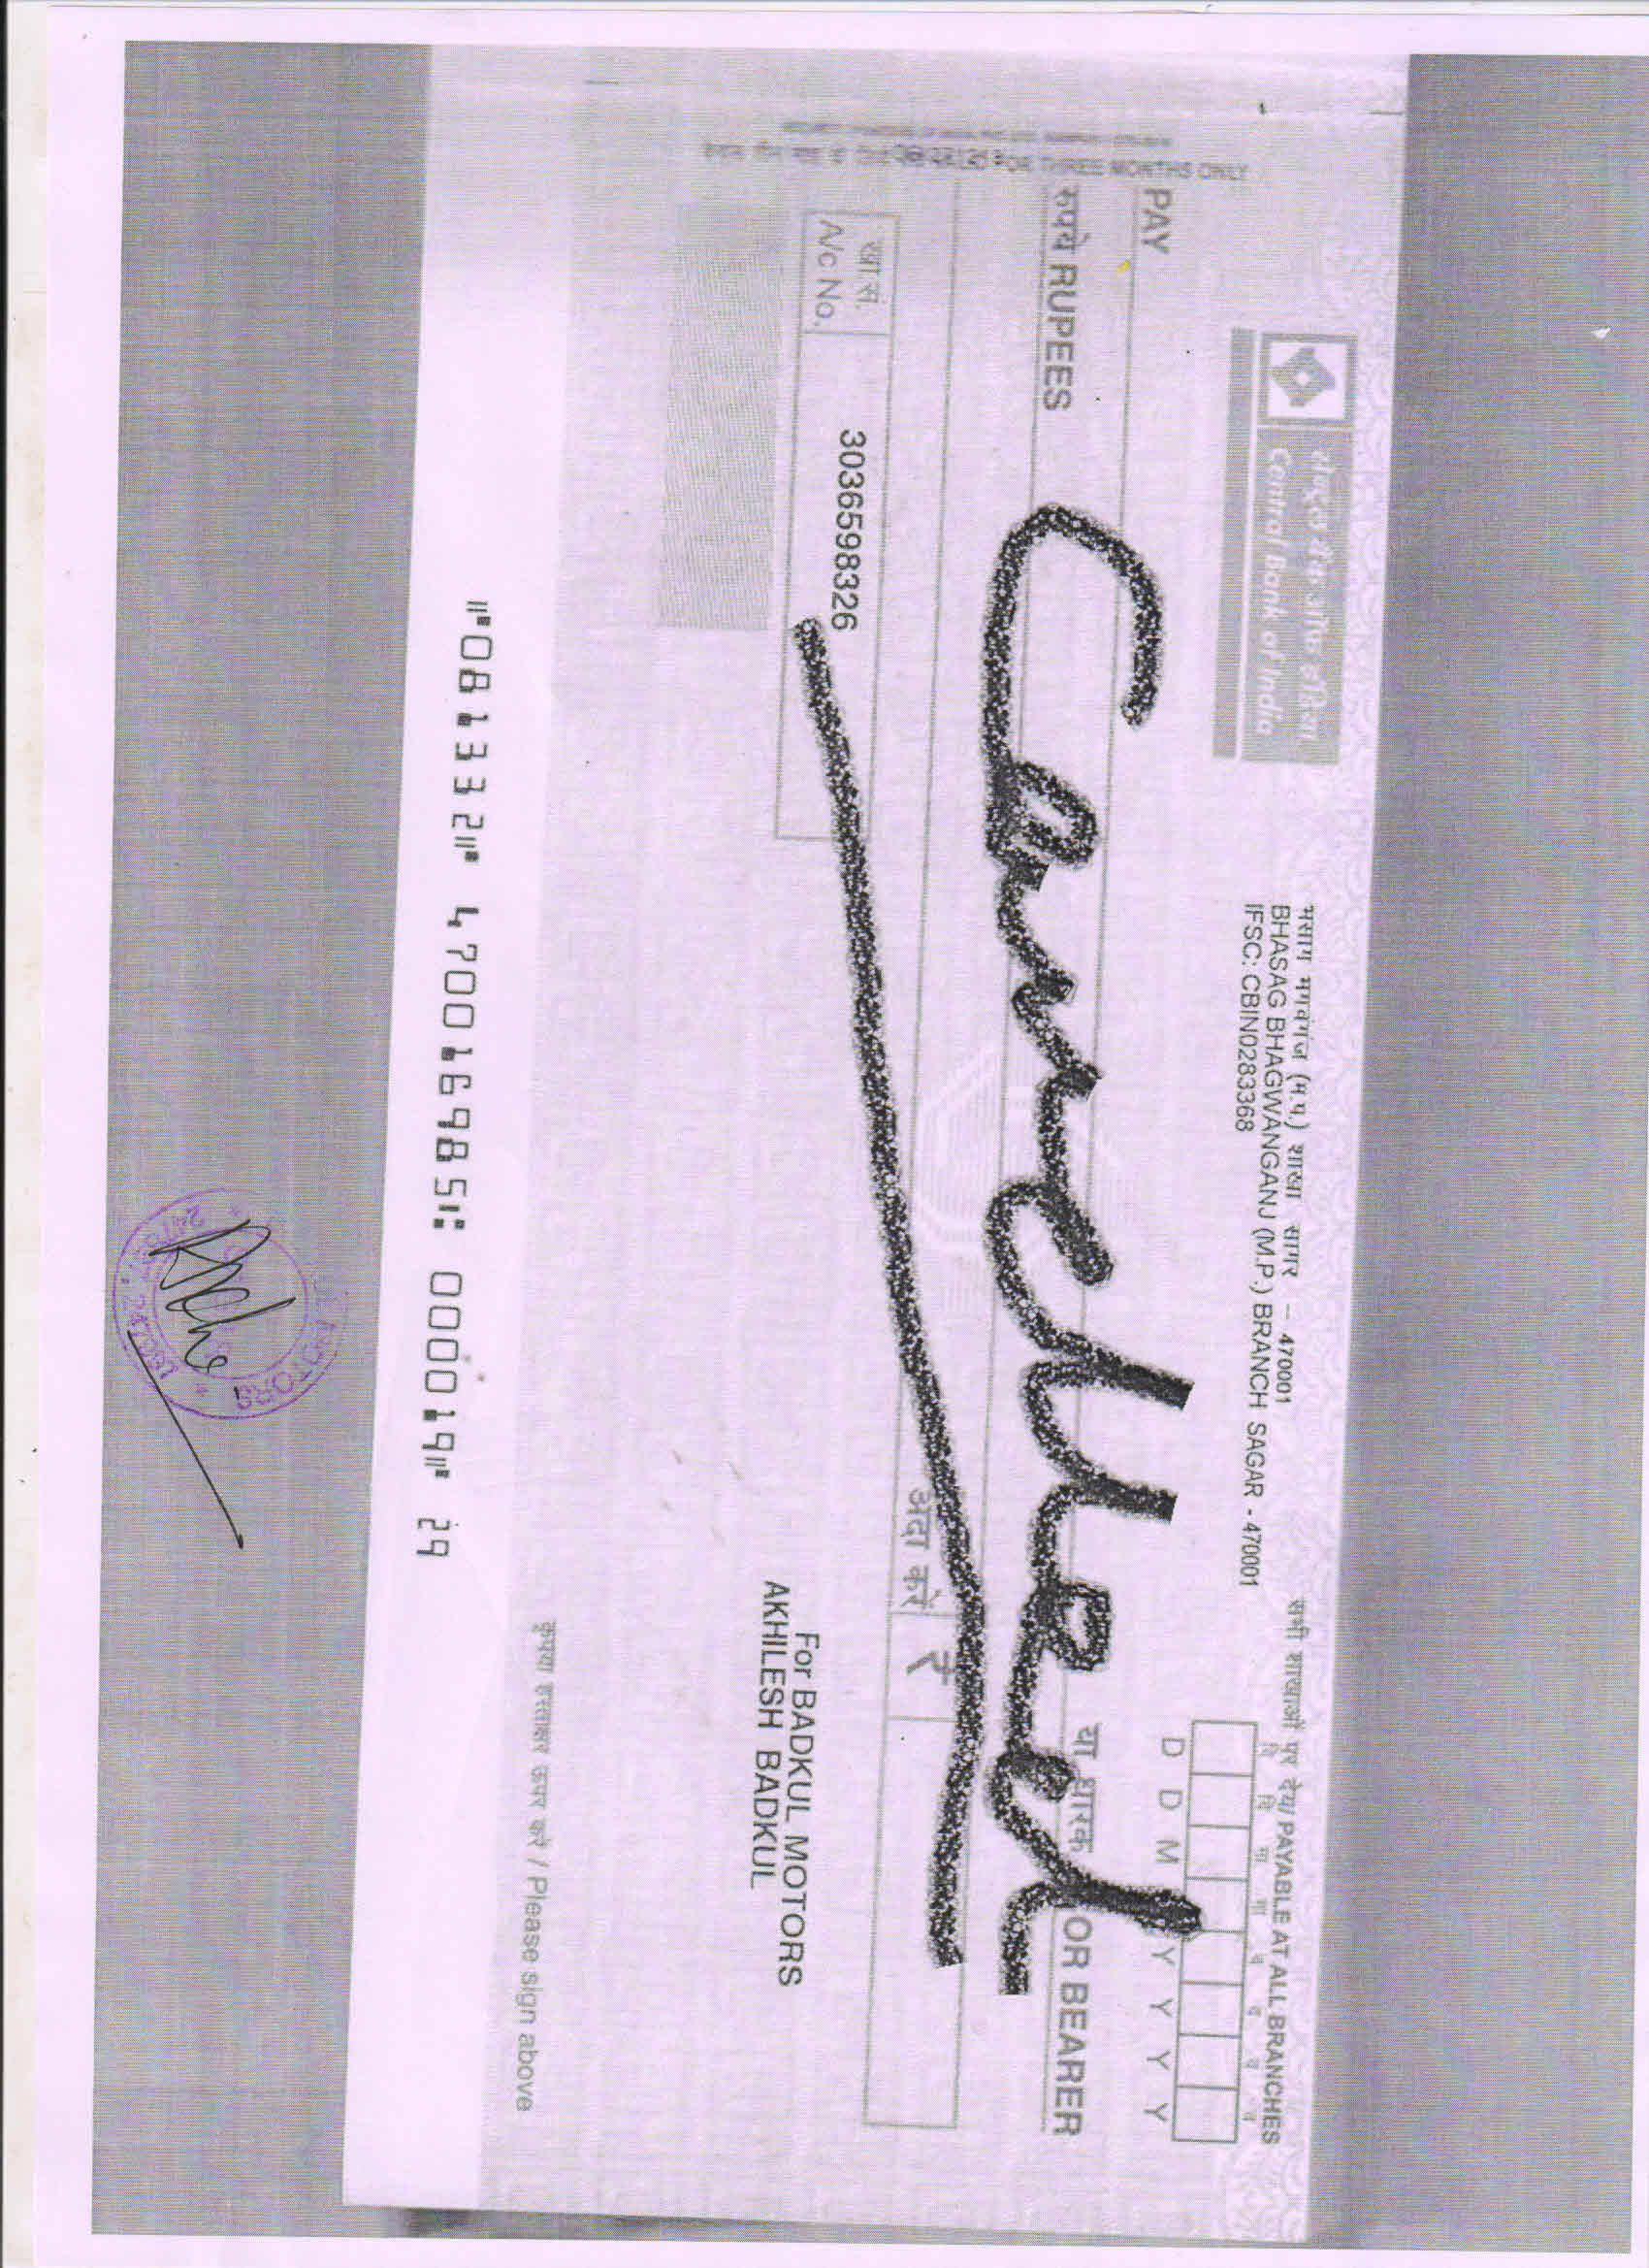 सेन्ट्रल बैंक ऑफ इंडिया
Central Bank of India
भसाग भगवंगंज (म.प्र.) शाखा सागर - 470001
BHASAG BHAGWANGANJ (M.P.) BRANCH SAGAR - 470001
IFSC: CBIN0283368
सभी शाखाओं पर देय/ PAYABLE AT ALL BRANCHES
D D M Y Y Y Y
PAY
या धारक OR BEARER
रुपये RUPEES
Cancelled
अदा करें ₹
खा सं.
A/c No.
3036598326
For BADKUL MOTORS
AKHILESH BADKUL
FOR THREE MONTHS ONLY
कृपया हस्ताक्षर ऊपर करें / Please sign above
⑈081332⑈ 470016985⑆ 000019⑈ 29
MOTORS